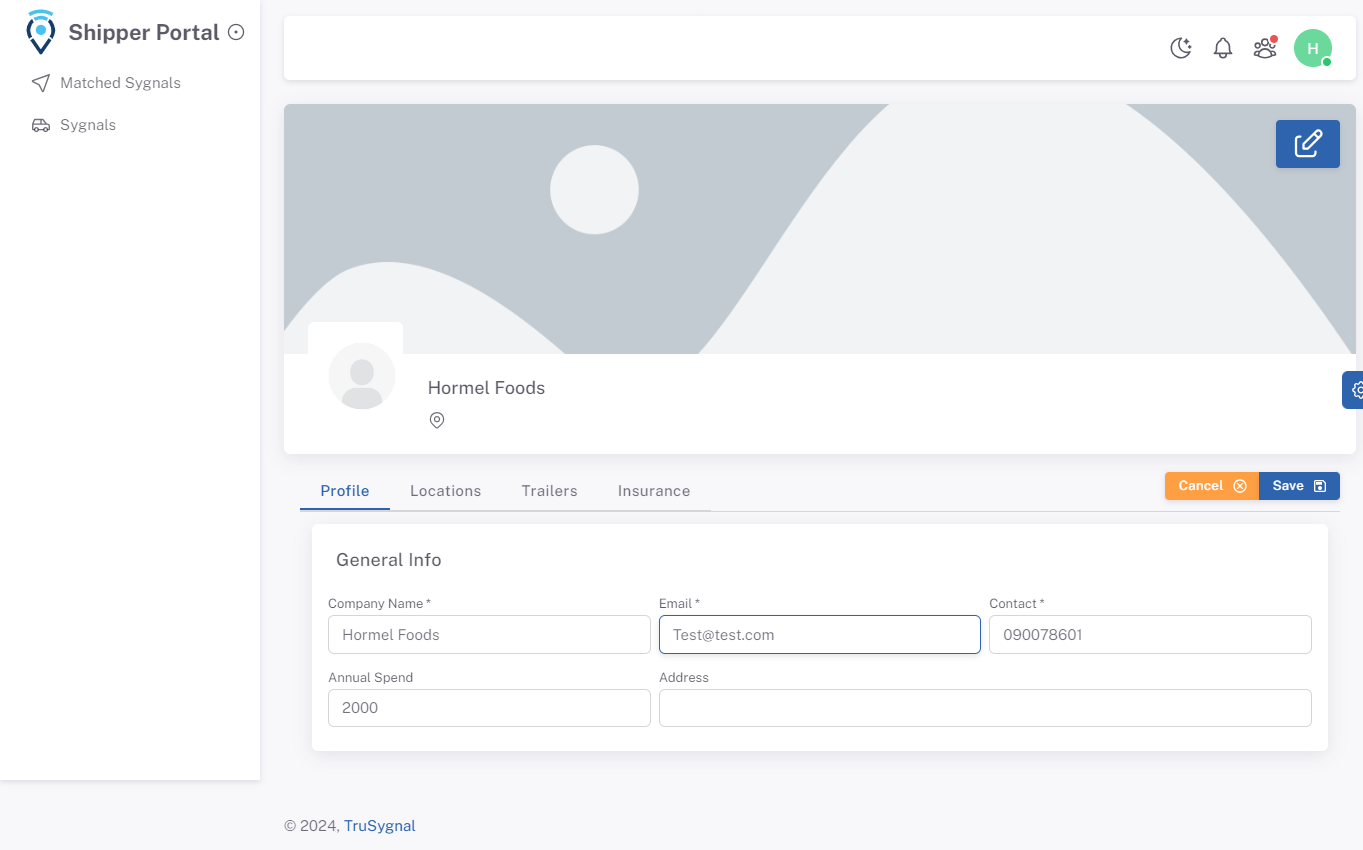 Shipper Portal
Matched Sygnals
Sygnals
H
Hormel Foods
Profile
Locations
Trailers
Insurance
Cancel
Save
General Info
Company Name *
Email *
Contact *
Hormel Foods
Test@test.com
090078601
Annual Spend
Address
2000
© 2024, TruSygnal